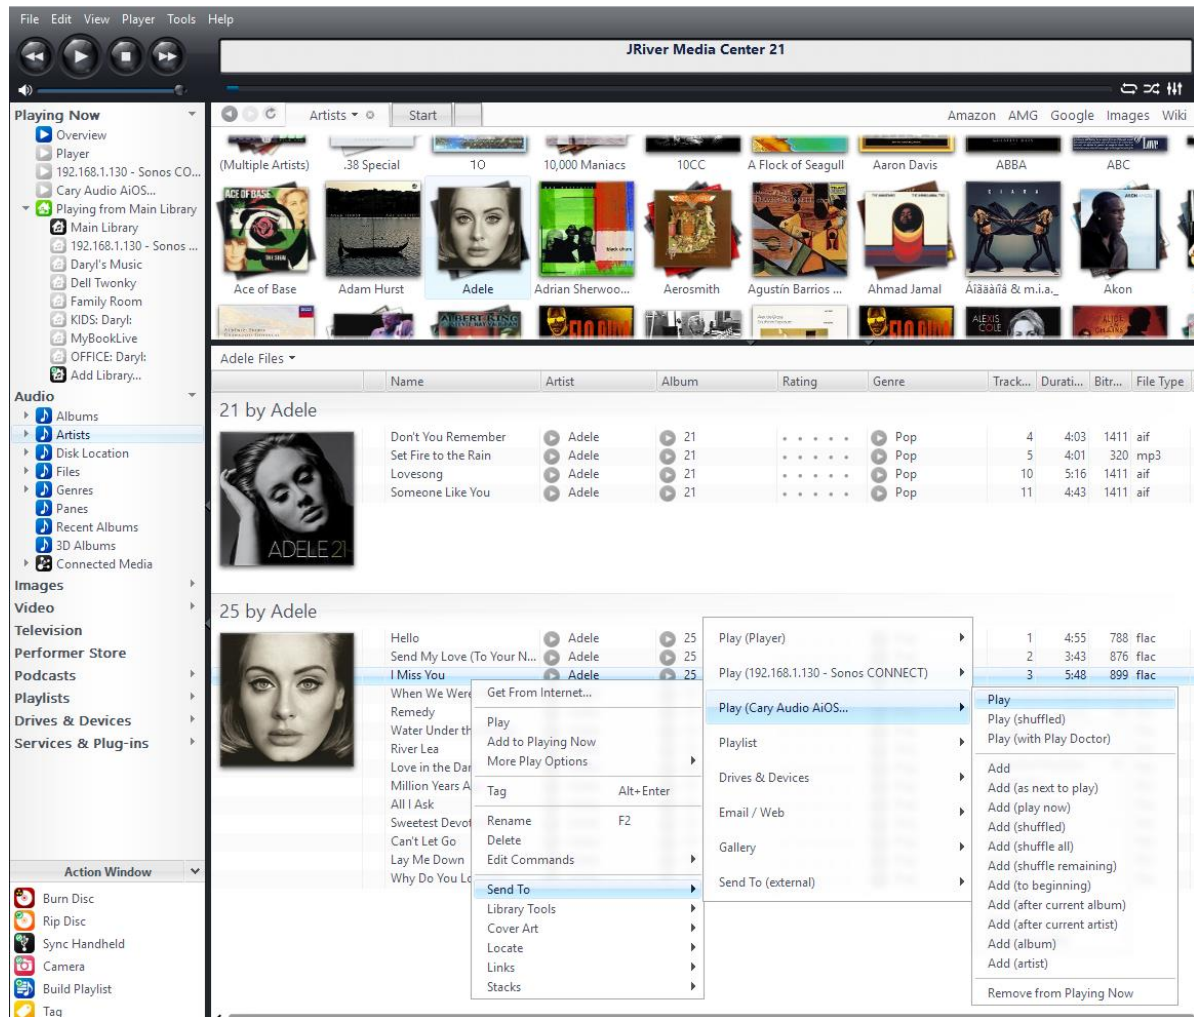 File Edit View Player Tools Help
JRiver Media Center 21
Playing Now
Overview
Player
192.168.1.130 - Sonos CO...
Cary Audio AiOS...
Playing from Main Library
Main Library
192.168.1.130 - Sonos ...
Daryl's Music
Dell Twonky
Family Room
KIDS: Daryl:
MyBookLive
OFFICE: Daryl:
Add Library...
Audio
Albums
Artists
Disk Location
Files
Genres
Panes
Recent Albums
3D Albums
Connected Media
Images
Video
Television
Performer Store
Podcasts
Playlists
Drives & Devices
Services & Plug-ins
Action Window
Burn Disc
Rip Disc
Sync Handheld
Camera
Build Playlist
Tag
Artists Start Amazon AMG Google Images Wiki
(Multiple Artists) .38 Special 10 10,000 Maniacs 10CC A Flock of Seagull Aaron Davis ABBA ABC
ACE OF BASE
Ace of Base Adam Hurst Adele Adrian Sherwoo... Aerosmith Agustín Barrios ... Ahmad Jamal Äîãàäíîâ & m.i.a._ Akon
ALBERT KING
ALEXIS COLE
Adele Files
Name Artist Album Rating Genre Track... Durati... Bitr... File Type
21 by Adele
ADELE 21
Don't You Remember Adele 21 Pop 4 4:03 1411 aif
Set Fire to the Rain Adele 21 Pop 5 4:01 320 mp3
Lovesong Adele 21 Pop 10 5:16 1411 aif
Someone Like You Adele 21 Pop 11 4:43 1411 aif
25 by Adele
Hello Adele 25 1 4:55 788 flac
Send My Love (To Your N... Adele 25 2 3:43 876 flac
I Miss You Adele 25 3 5:48 899 flac
When We Were
Remedy
Water Under th
River Lea
Love in the Dar
Million Years A
All I Ask
Sweetest Devot
Can't Let Go
Lay Me Down
Why Do You Lo
Get From Internet...
Play
Add to Playing Now
More Play Options
Tag Alt+Enter
Rename F2
Delete
Edit Commands
Send To
Library Tools
Cover Art
Locate
Links
Stacks
Play (Player)
Play (192.168.1.130 - Sonos CONNECT)
Play (Cary Audio AiOS...
Playlist
Drives & Devices
Email / Web
Gallery
Send To (external)
Play
Play (shuffled)
Play (with Play Doctor)
Add
Add (as next to play)
Add (play now)
Add (shuffled)
Add (shuffle all)
Add (shuffle remaining)
Add (to beginning)
Add (after current album)
Add (after current artist)
Add (album)
Add (artist)
Remove from Playing Now